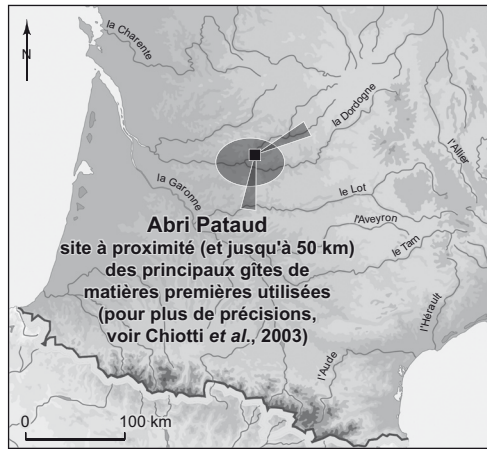 la Charente
N
la Dordogne
l'Allier
la Garonne
le Lot
l'Aveyron
le Tarn
l'Hérault
l'Aude
Abri Pataud
site à proximité (et jusqu'à 50 km)
des principaux gîtes de
matières premières utilisées
(pour plus de précisions,
voir Chiotti et al., 2003)
0 100 km